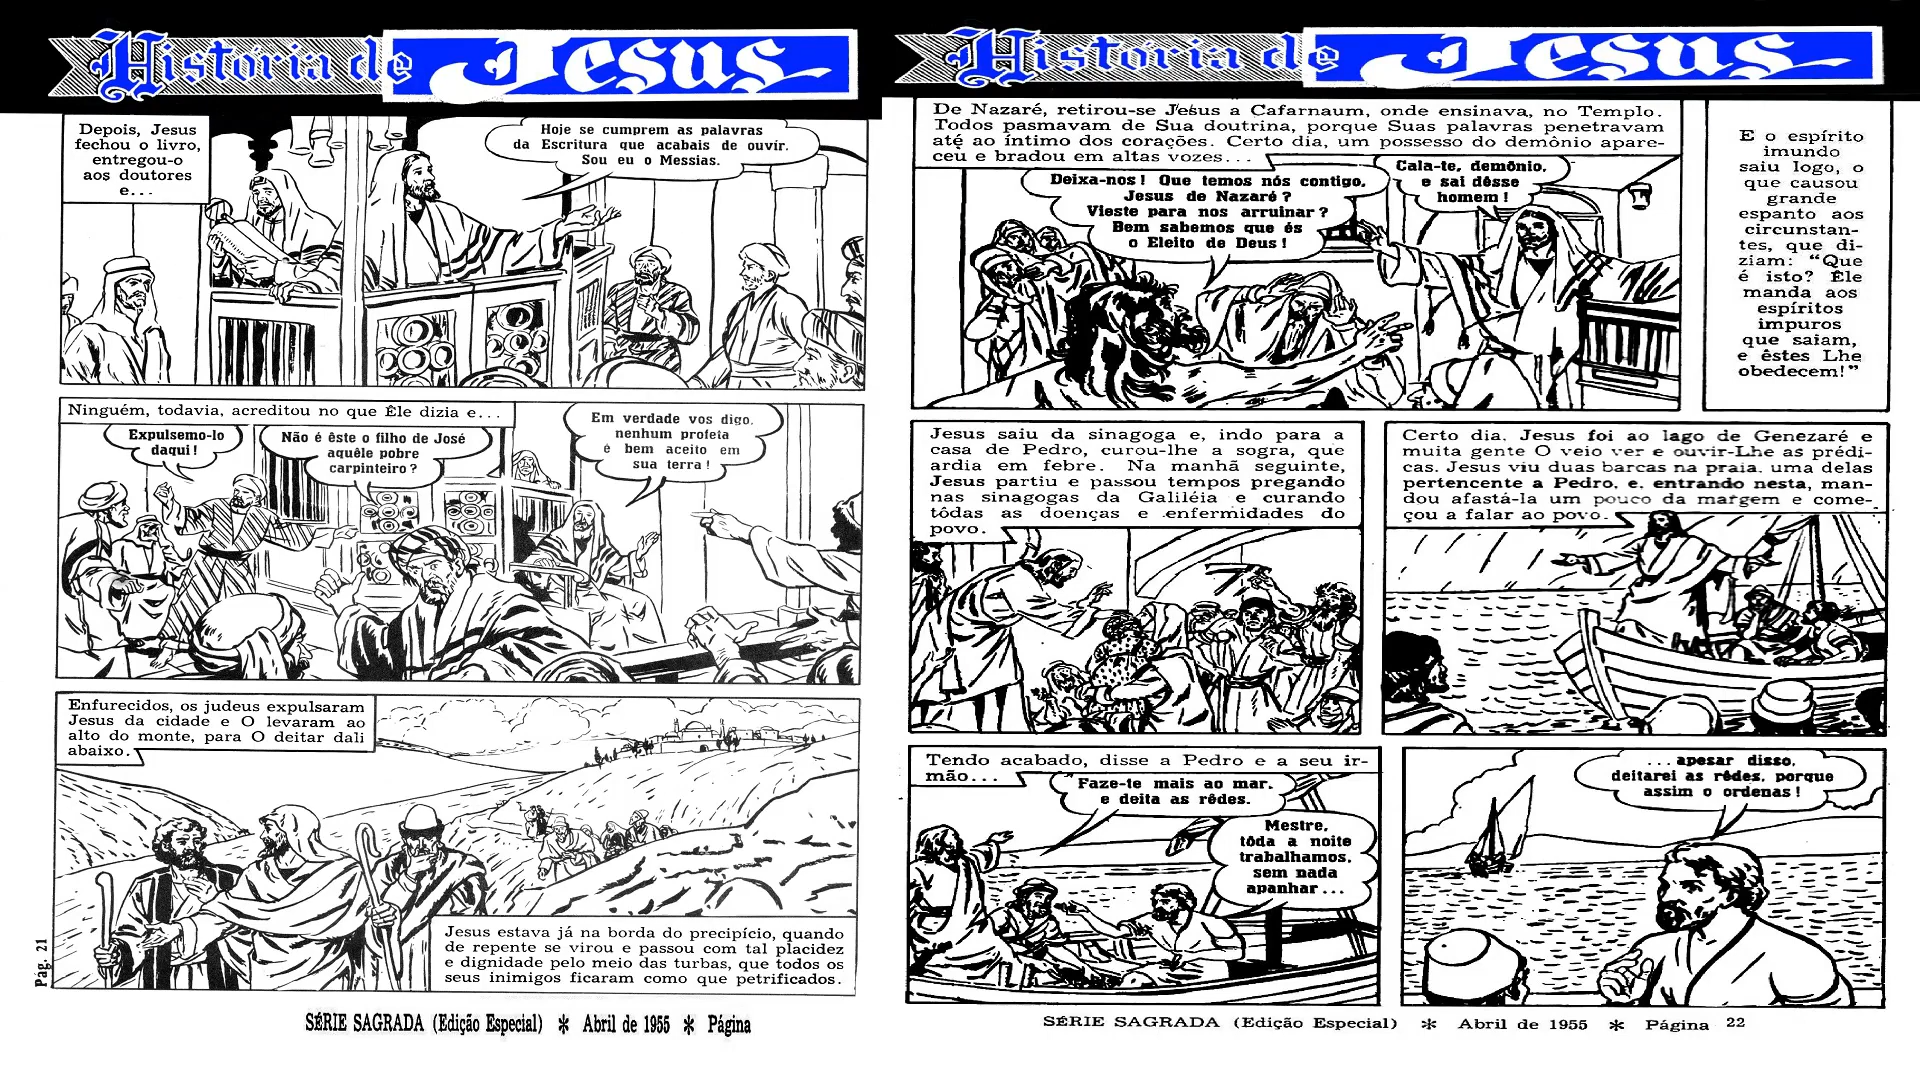 História de Jesus
Depois, Jesus
fechou o livro,
entregou-o
aos doutores
e...
Hoje se cumprem as palavras
da Escritura que acabais de ouvir.
Sou eu o Messias.
Ninguém, todavia, acreditou no que Êle dizia e...
Expulsemo-lo
daqui!
Não é êste o filho de José
aquêle pobre
carpinteiro?
Em verdade vos digo,
nenhum profeta
é bem aceito em
sua terra!
Enfurecidos, os judeus expulsaram
Jesus da cidade e O levaram ao
alto do monte, para O deitar dali
abaixo.
Jesus estava já na borda do precipício, quando
de repente se virou e passou com tal placidez
e dignidade pelo meio das turbas, que todos os
seus inimigos ficaram como que petrificados.
Pág. 21
SÉRIE SAGRADA (Edição Especial) * Abril de 1955 * Página
História de Jesus
De Nazaré, retirou-se Jesus a Cafarnaum, onde ensinava, no Templo.
Todos pasmavam de Sua doutrina, porque Suas palavras penetravam
até ao íntimo dos corações. Certo dia, um possesso do demônio apare-
ceu e bradou em altas vozes...
Deixa-nos! Que temos nós contigo,
Jesus de Nazaré?
Vieste para nos arruinar?
Bem sabemos que és
o Eleito de Deus!
Cala-te, demônio,
e sai dêsse
homem!
E o espírito
imundo
saiu logo, o
que causou
grande
espanto aos
circunstan-
tes, que di-
ziam: “Que
é isto? Êle
manda aos
espíritos
impuros
que saiam,
e êstes Lhe
obedecem!”
Jesus saiu da sinagoga e, indo para a
casa de Pedro, curou-lhe a sogra, que
ardia em febre. Na manhã seguinte,
Jesus partiu e passou tempos pregando
nas sinagogas da Galiléia e curando
tôdas as doenças e enfermidades do
povo.
Certo dia, Jesus foi ao lago de Genezaré e
muita gente O veio ver e ouvir-Lhe as prédi-
cas. Jesus viu duas barcas na praia, uma delas
pertencente a Pedro, e, entrando nesta, man-
dou afastá-la um pouco da margem e come-
çou a falar ao povo.
Tendo acabado, disse a Pedro e a seu ir-
mão...
Faze-te mais ao mar,
e deita as rêdes.
Mestre,
tôda a noite
trabalhamos,
sem nada
apanhar...
...apesar disso,
deitarei as rêdes, porque
assim o ordenas!
SÉRIE SAGRADA (Edição Especial) * Abril de 1955 * Página 22